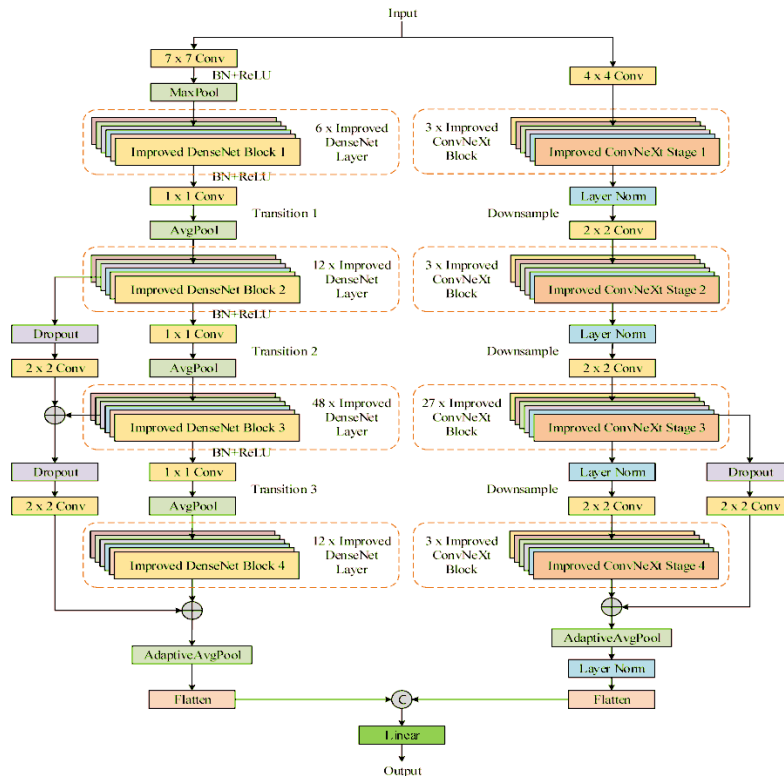 Input
7 x 7 Conv
BN+ReLU
4 x 4 Conv
MaxPool
6 x Improved
DenseNet
Layer
Improved DenseNet Block 1
3 x Improved
ConvNeXt
Block
Improved ConvNeXt Stage 1
BN+ReLU
1 x 1 Conv
Transition 1
AvgPool
Layer Norm
Downsample
2 x 2 Conv
12 x Improved
DenseNet
Layer
Improved DenseNet Block 2
3 x Improved
ConvNeXt
Block
Improved ConvNeXt Stage 2
BN+ReLU
Dropout
1 x 1 Conv
Transition 2
2 x 2 Conv
AvgPool
Layer Norm
Downsample
2 x 2 Conv
48 x Improved
DenseNet
Layer
Improved DenseNet Block 3
27 x Improved
ConvNeXt
Block
Improved ConvNeXt Stage 3
BN+ReLU
Dropout
1 x 1 Conv
Transition 3
2 x 2 Conv
AvgPool
Layer Norm
Downsample
2 x 2 Conv
Dropout
2 x 2 Conv
12 x Improved
DenseNet
Layer
Improved DenseNet Block 4
3 x Improved
ConvNeXt
Block
Improved ConvNeXt Stage 4
AdaptiveAvgPool
AdaptiveAvgPool
Layer Norm
Flatten
C
Flatten
Linear
Output